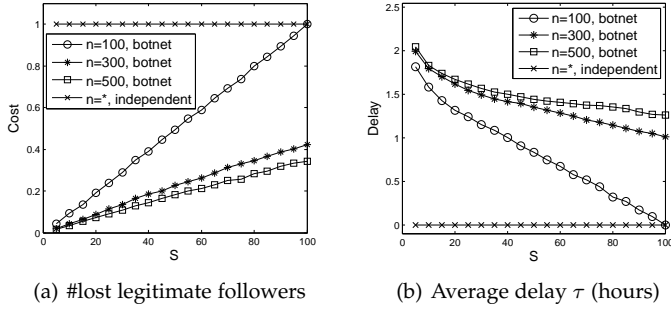 1
0.8
0.6
0.4
0.2
0
Cost
0 20 40 60 80 100
S
n=100, botnet
n=300, botnet
n=500, botnet
n=*, independent
(a) #lost legitimate followers
2.5
2
1.5
1
0.5
0
Delay
0 20 40 60 80 100
S
n=100, botnet
n=300, botnet
n=500, botnet
n=*, independent
(b) Average delay τ (hours)